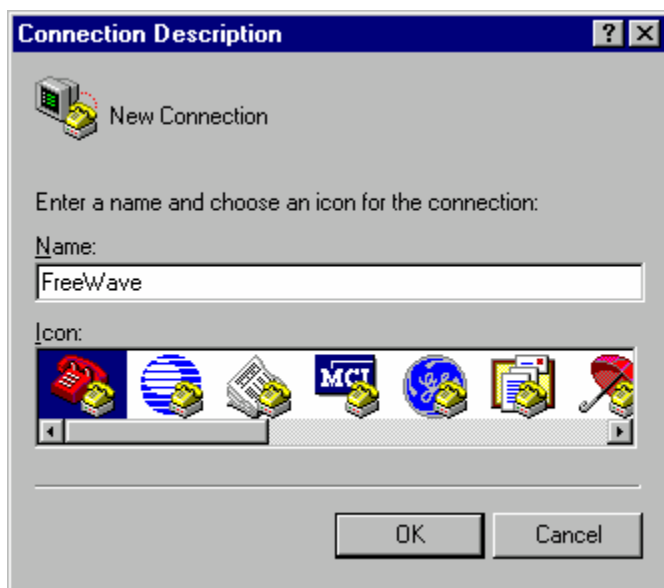 Connection Description
New Connection
Enter a name and choose an icon for the connection:
Name:
FreeWave
Icon:
MCI
OK Cancel